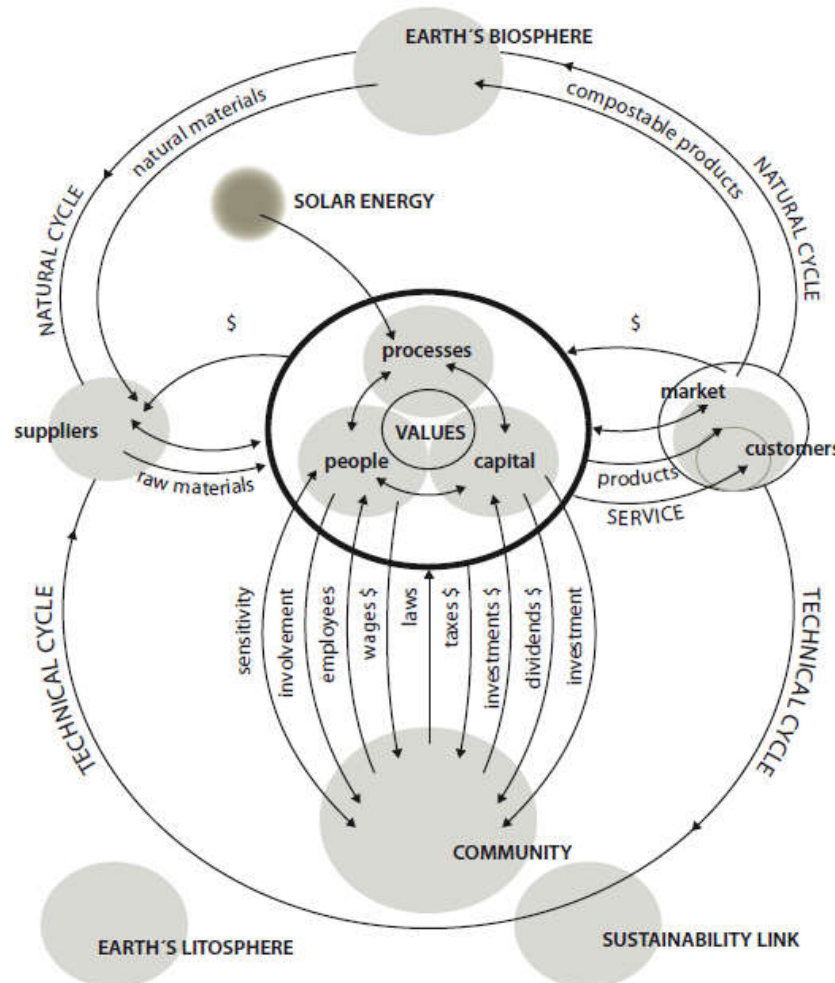 EARTH´S BIOSPHERE
natural materials
compostable products
NATURAL CYCLE
NATURAL CYCLE
SOLAR ENERGY
$
$
processes
market
suppliers
VALUES
customers
people
capital
raw materials
products
SERVICE
sensitivity
involvement
employees
wages $
laws
taxes $
investments $
dividends $
investment
TECHNICAL CYCLE
TECHNICAL CYCLE
COMMUNITY
EARTH´S LITOSPHERE
SUSTAINABILITY LINK